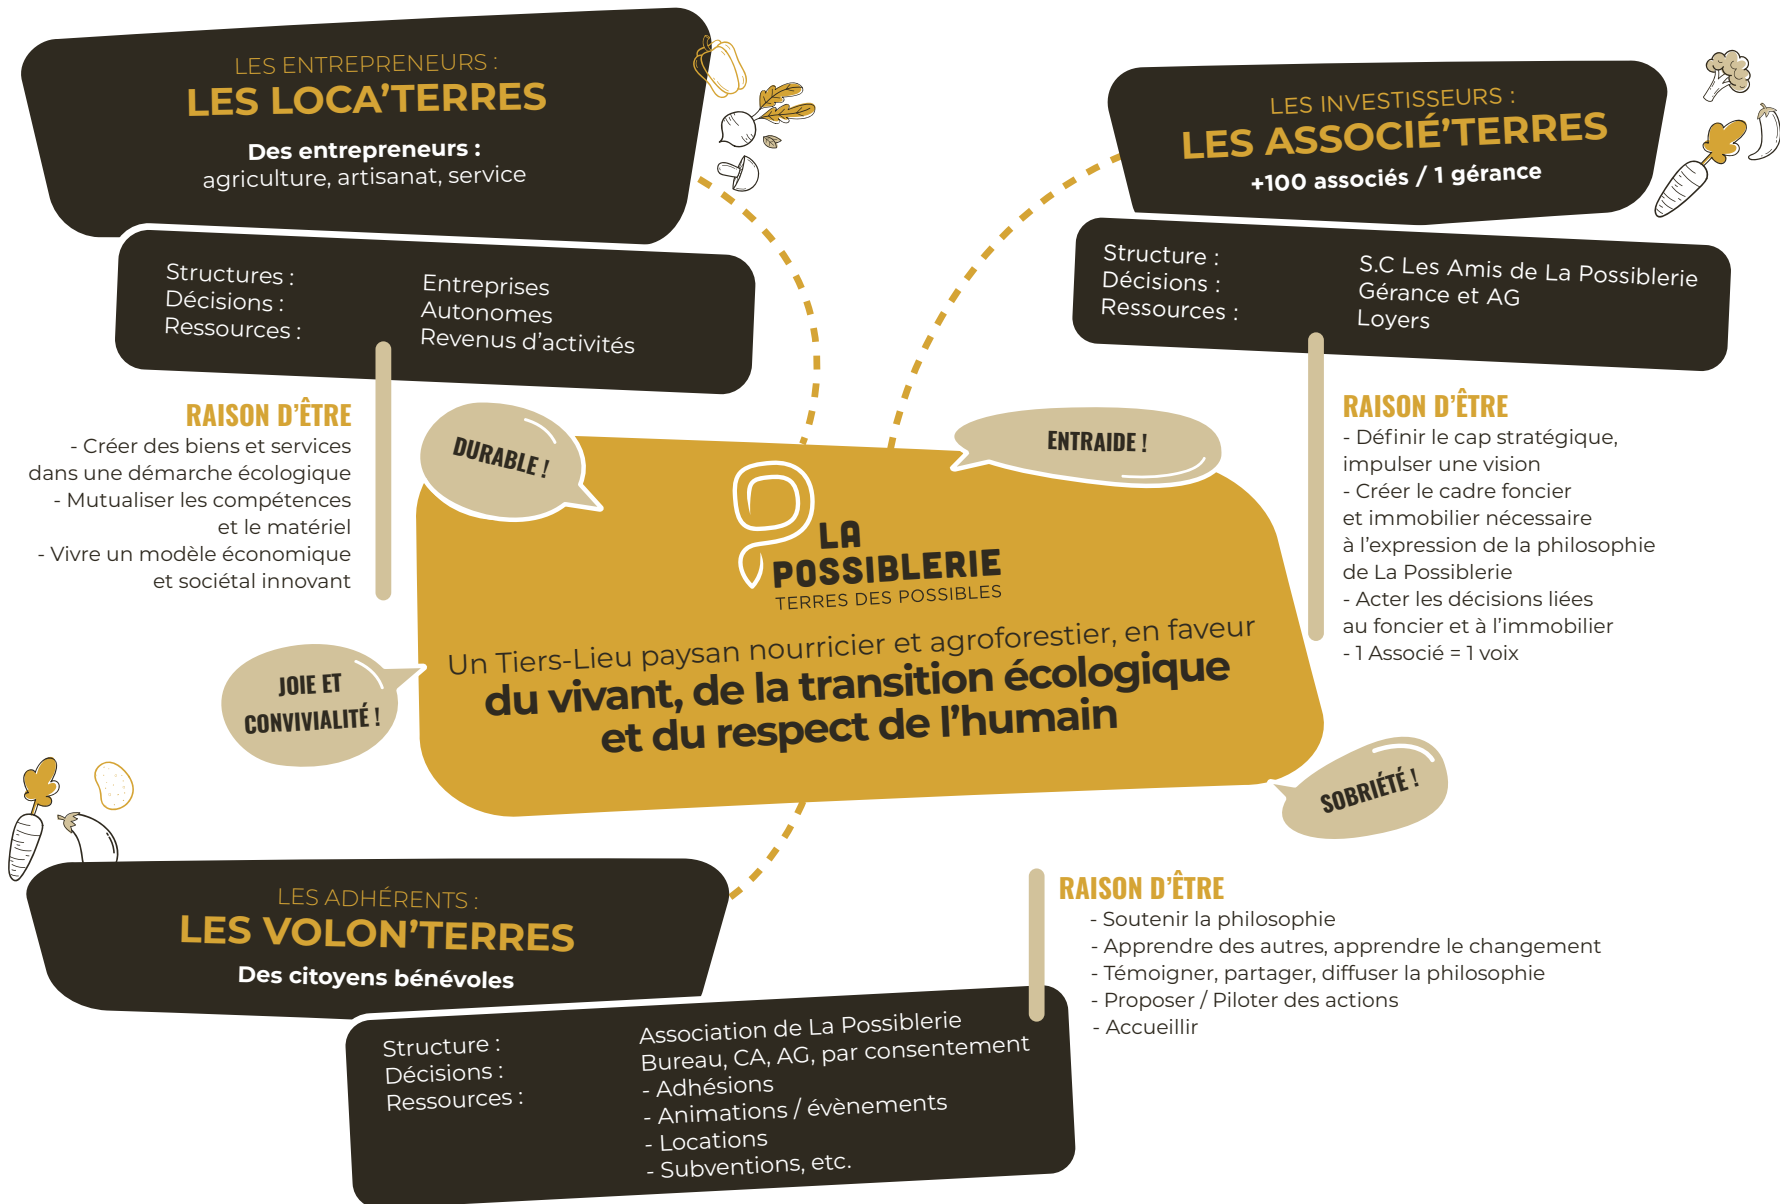 LES ENTREPRENEURS :
LES LOCA'TERRES
Des entrepreneurs :
agriculture, artisanat, service
Structures : Entreprises
Décisions : Autonomes
Ressources : Revenus d'activités
RAISON D'ÊTRE
- Créer des biens et services
dans une démarche écologique
- Mutualiser les compétences
et le matériel
- Vivre un modèle économique
et sociétal innovant
LES INVESTISSEURS :
LES ASSOCIÉ'TERRES
+100 associés / 1 gérance
Structure : S.C Les Amis de La Possiblerie
Décisions : Gérance et AG
Ressources : Loyers
RAISON D'ÊTRE
- Définir le cap stratégique,
impulser une vision
- Créer le cadre foncier
et immobilier nécessaire
à l'expression de la philosophie
de La Possiblerie
- Acter les décisions liées
au foncier et à l'immobilier
- 1 Associé = 1 voix
DURABLE !
ENTRAIDE !
LA
POSSIBLERIE
TERRES DES POSSIBLES
Un Tiers-Lieu paysan nourricier et agroforestier, en faveur
du vivant, de la transition écologique
et du respect de l'humain
JOIE ET
CONVIVIALITÉ !
SOBRIÉTÉ !
LES ADHÉRENTS :
LES VOLON'TERRES
Des citoyens bénévoles
Structure : Association de La Possiblerie
Décisions : Bureau, CA, AG, par consentement
Ressources : - Adhésions
- Animations / évènements
- Locations
- Subventions, etc.
RAISON D'ÊTRE
- Soutenir la philosophie
- Apprendre des autres, apprendre le changement
- Témoigner, partager, diffuser la philosophie
- Proposer / Piloter des actions
- Accueillir